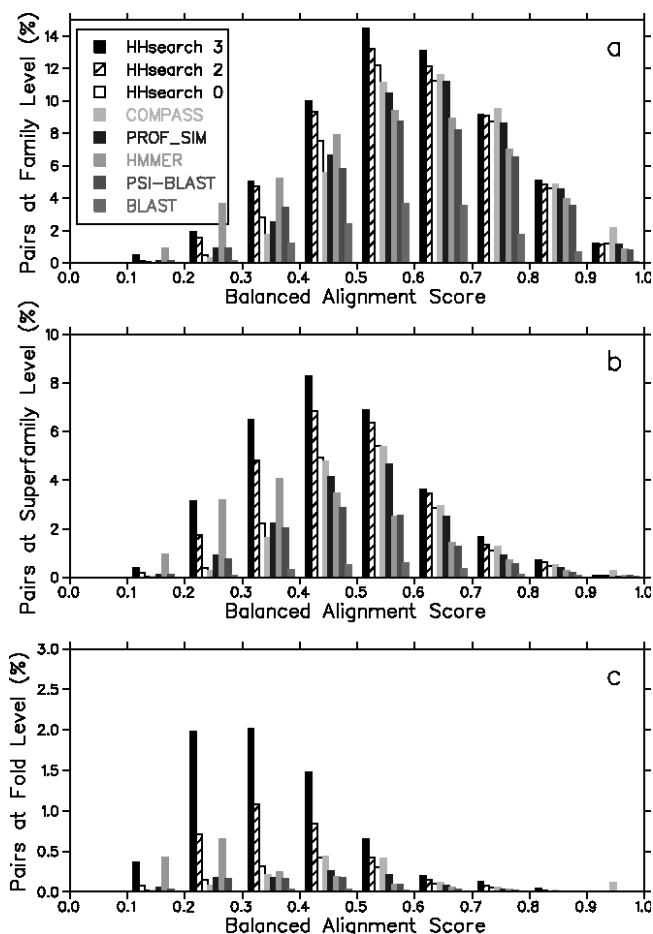 a
HHsearch 3
HHsearch 2
HHsearch 0
COMPASS
PROF_SIM
HMMER
PSI-BLAST
BLAST
Pairs at Family Level (%)
14
12
10
8
6
4
2
0
0.0 0.1 0.2 0.3 0.4 0.5 0.6 0.7 0.8 0.9 1.0
Balanced Alignment Score
b
Pairs at Superfamily Level (%)
10
8
6
4
2
0
0.0 0.1 0.2 0.3 0.4 0.5 0.6 0.7 0.8 0.9 1.0
Balanced Alignment Score
c
Pairs at Fold Level (%)
3.0
2.5
2.0
1.5
1.0
0.5
0.0
0.0 0.1 0.2 0.3 0.4 0.5 0.6 0.7 0.8 0.9 1.0
Balanced Alignment Score